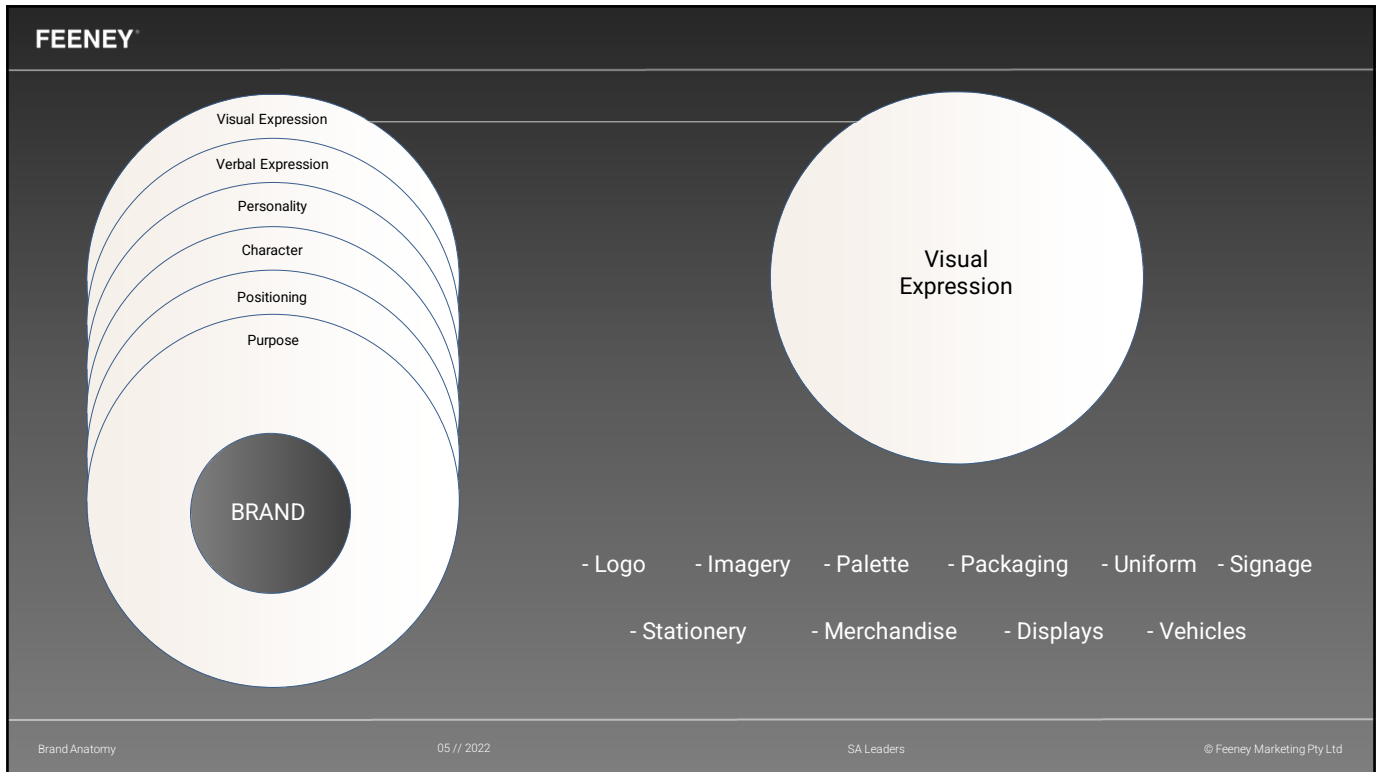 FEENEY
Visual Expression
Verbal Expression
Personality
Character
Positioning
Purpose
BRAND
Visual
Expression
- Logo - Imagery - Palette - Packaging - Uniform - Signage
- Stationery - Merchandise - Displays - Vehicles
Brand Anatomy 05 // 2022 SA Leaders © Feeney Marketing Pty Ltd